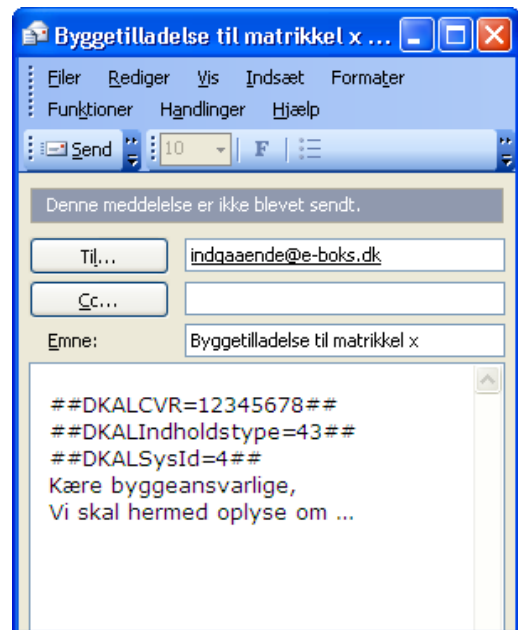 Byggetilladelse til matrikkel x ...
Filer Rediger Vis Indsæt Formater
Funktioner Handlinger Hjælp
Send 10 F
Denne meddelelse er ikke blevet sendt.
Til... indgaaende@e-boks.dk
Cc...
Emne: Byggetilladelse til matrikkel x
##DKALCVR=12345678##
##DKALIndholdstype=43##
##DKALSysId=4##
Kære byggeansvarlige,
Vi skal hermed oplyse om ...